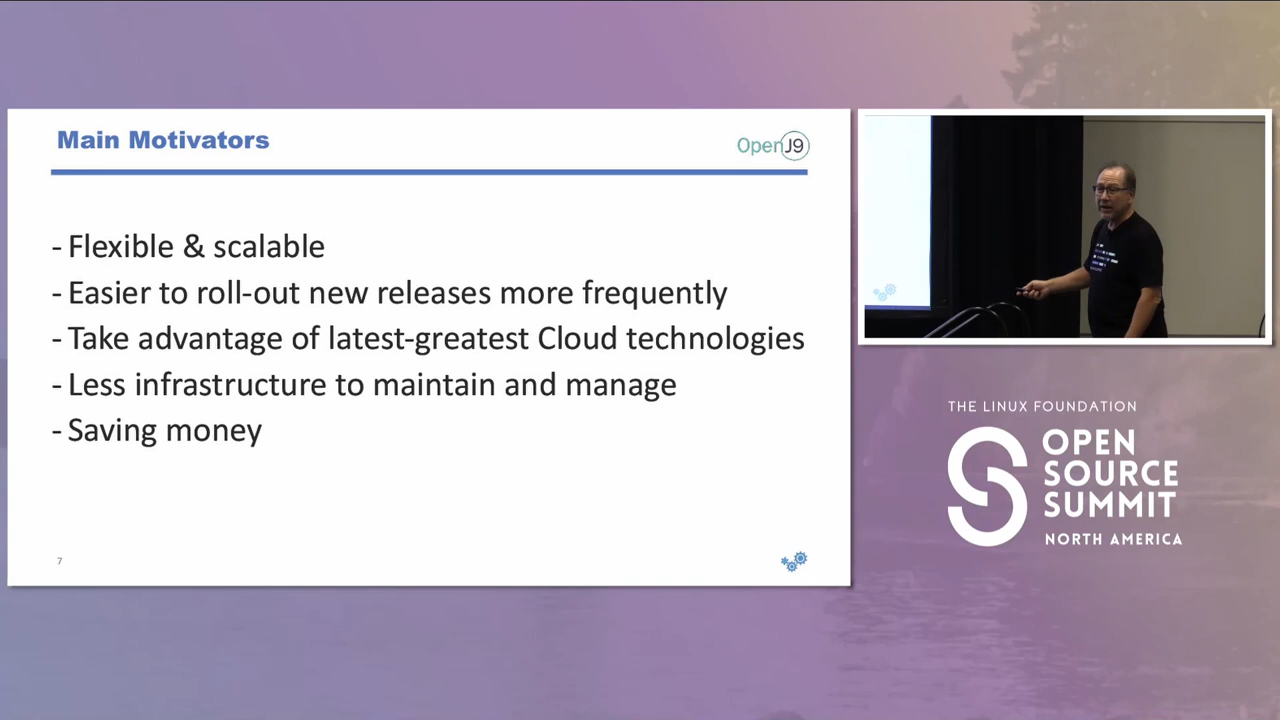 Main Motivators
OpenJ9
- Flexible & scalable
- Easier to roll-out new releases more frequently
- Take advantage of latest-greatest Cloud technologies
- Less infrastructure to maintain and manage
- Saving money
7
THE LINUX FOUNDATION
OPEN
SOURCE
SUMMIT
NORTH AMERICA